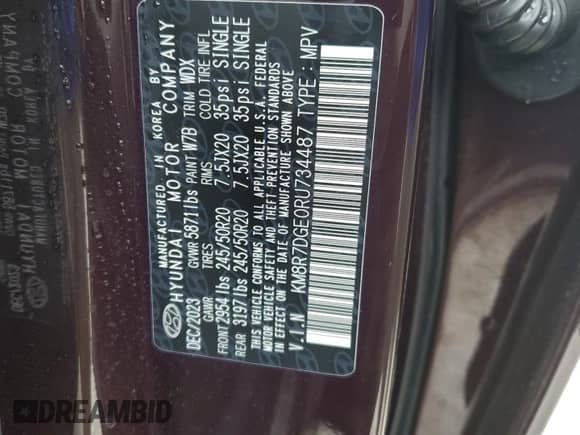 MANUFACTURED IN KOREA BY
HYUNDAI MOTOR COMPANY
DEC/2023 GVWR 5871lbs PAINT W7B TRIM WDX
GAWR TIRES RIMS COLD TIRE INFL.
FRONT 2954 lbs 245/50R20 7.5JX20 35psi SINGLE
REAR 3197 lbs 245/50R20 7.5JX20 35psi SINGLE
THIS VEHICLE CONFORMS TO ALL APPLICABLE U.S.A. FEDERAL
MOTOR VEHICLE SAFETY AND THEFT PREVENTION STANDARDS
IN EFFECT ON THE DATE OF MANUFACTURE SHOWN ABOVE
V.I.N : KM8R7DGE0RU734487 TYPE : MPV
DREAMBID